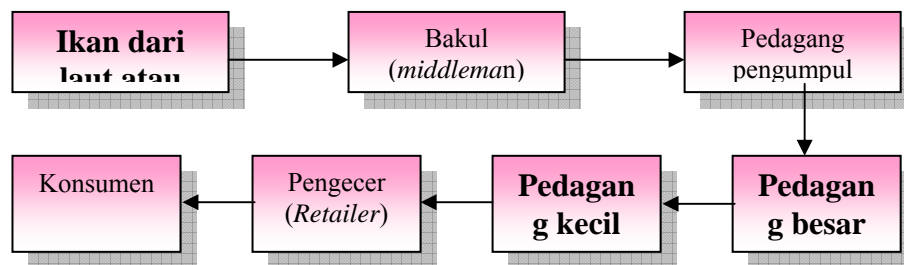 Ikan dari
laut atau
Bakul
(middleman)
Pedagang
pengumpul
Pedagan
g besar
Pedagan
g kecil
Pengecer
(Retailer)
Konsumen